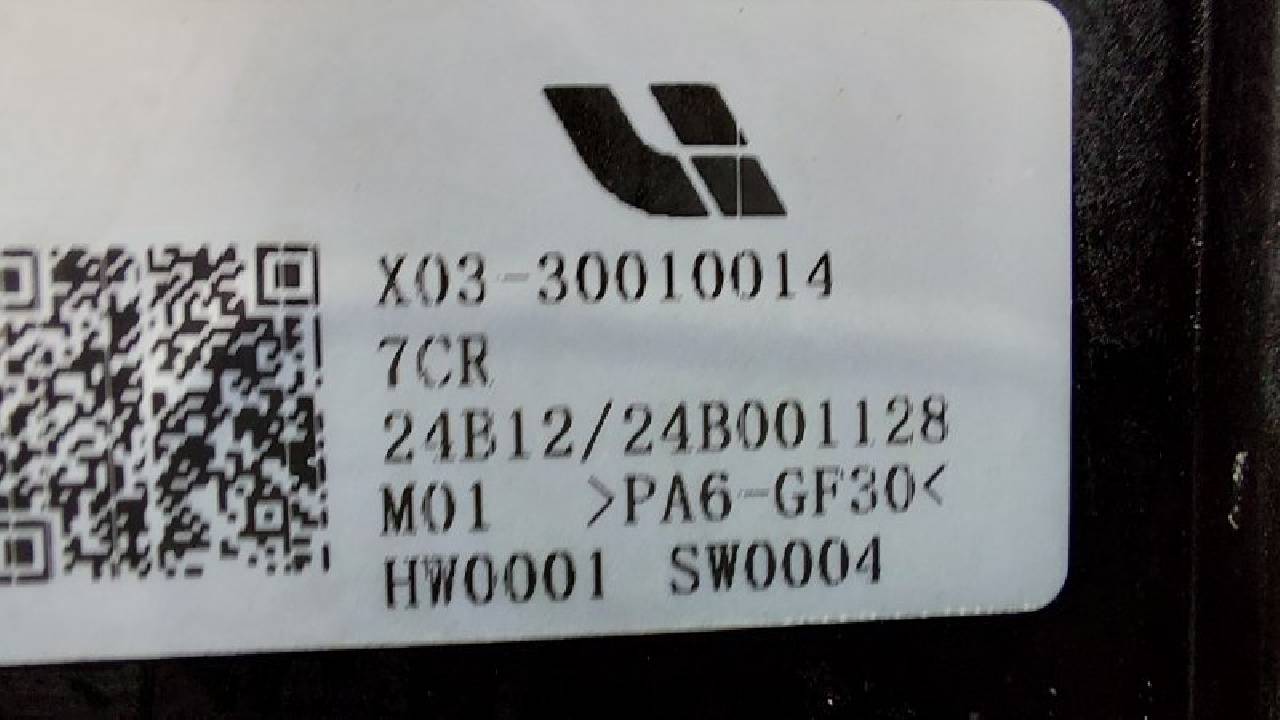 X03-30010014
7CR
24B12/24B001128
M01 >PA6-GF30<
HW0001 SW0004